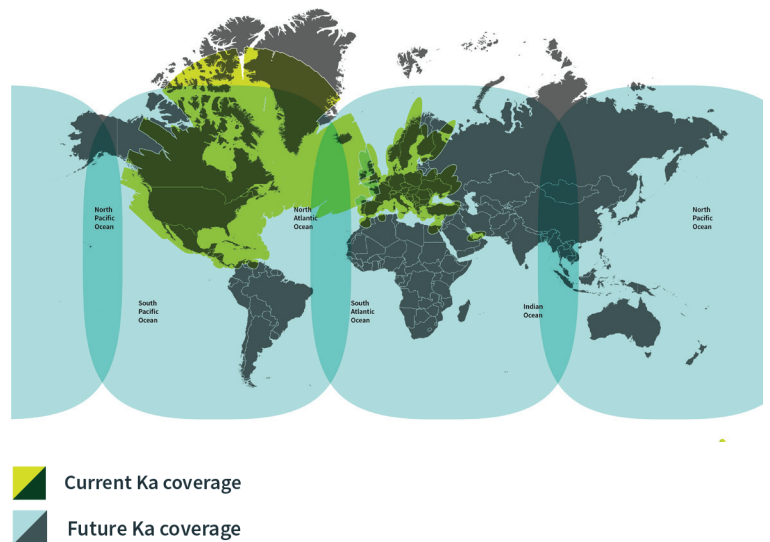 North
Pacific
Ocean
North
Atlantic
Ocean
North
Pacific
Ocean
South
Pacific
Ocean
South
Atlantic
Ocean
Indian
Ocean
Current Ka coverage
Future Ka coverage